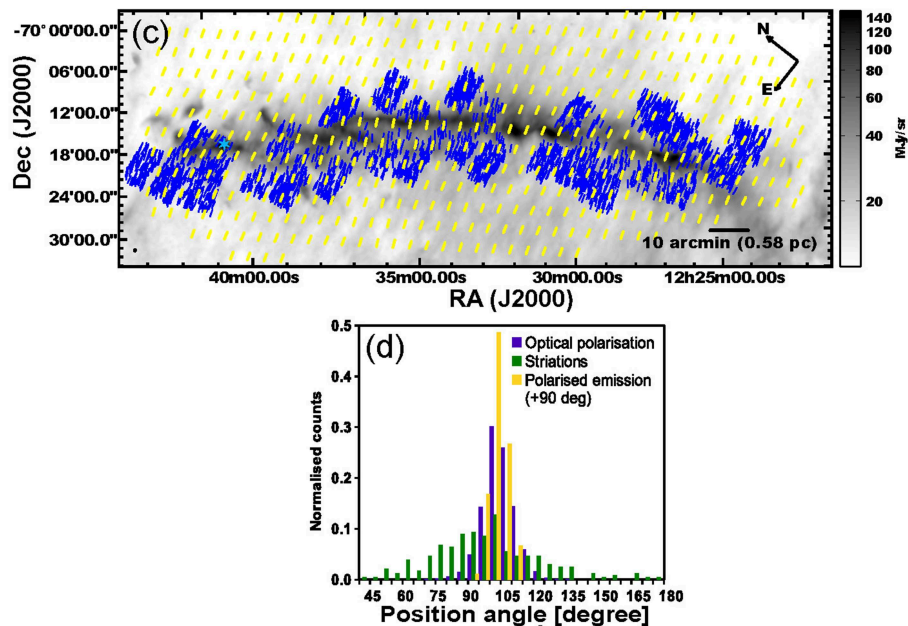 (c)
-70° 00'00.0"
06'00.0"
12'00.0"
18'00.0"
24'00.0"
30'00.0"
Dec (J2000)
N
E
10 arcmin (0.58 pc)
40m00.00s 35m00.00s 30m00.00s 12h25m00.00s
RA (J2000)
140
120
100
80
60
40
20
MJy/sr
(d)
Optical polarisation
Striations
Polarised emission
(+90 deg)
0.5
0.4
0.3
0.2
0.1
0.0
Normalised counts
45 60 75 90 105 120 135 150 165 180
Position angle [degree]